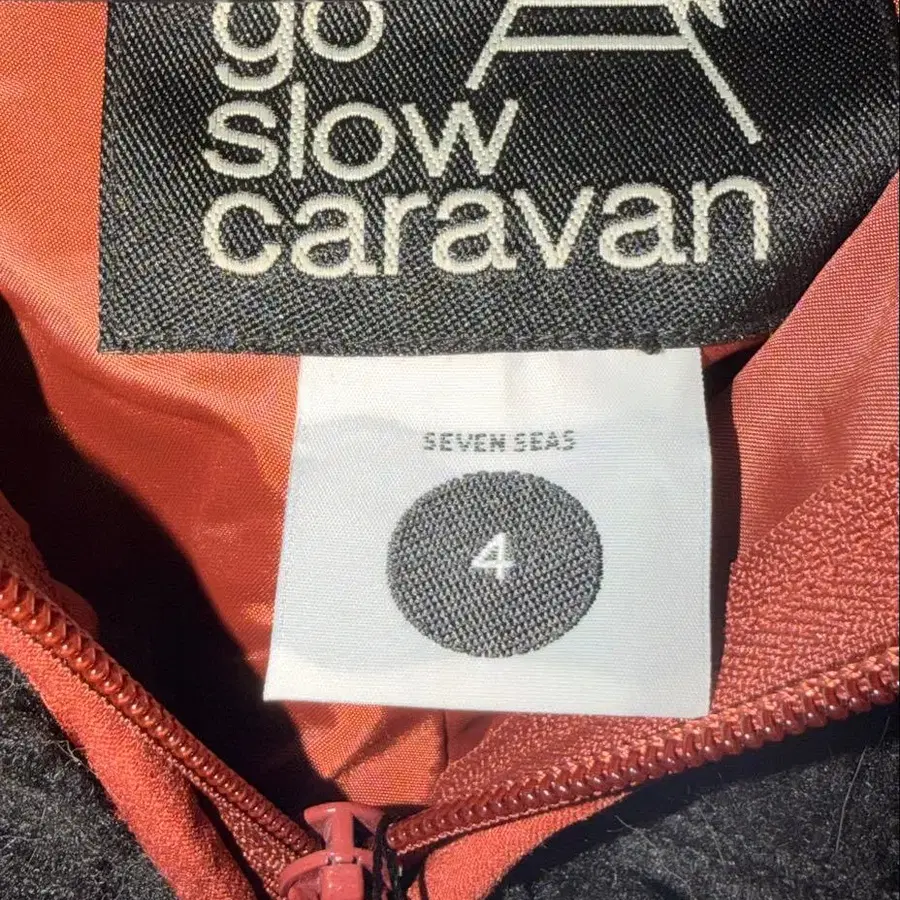 go
slow
caravan
SEVEN SEAS
4